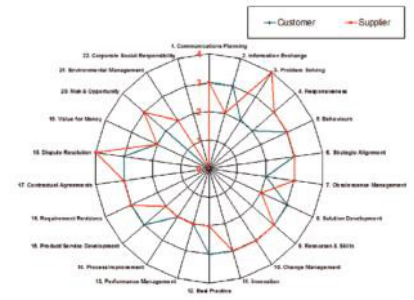 Customer
Supplier
1. Communications Planning
2. Information Exchange
3. Problem Solving
4. Responsiveness
5. Behaviours
6. Strategic Alignment
7. Obsolescence Management
8. Solution Development
9. Resources & Skills
10. Change Management
11. Innovation
12. Best Practice
13. Performance Management
14. Process Improvement
15. Product/Service Development
16. Requirement Revisions
17. Contractual Agreements
18. Dispute Resolution
19. Value for Money
20. Risk & Opportunity
21. Environmental Management
22. Corporate Social Responsibility
4
3
2